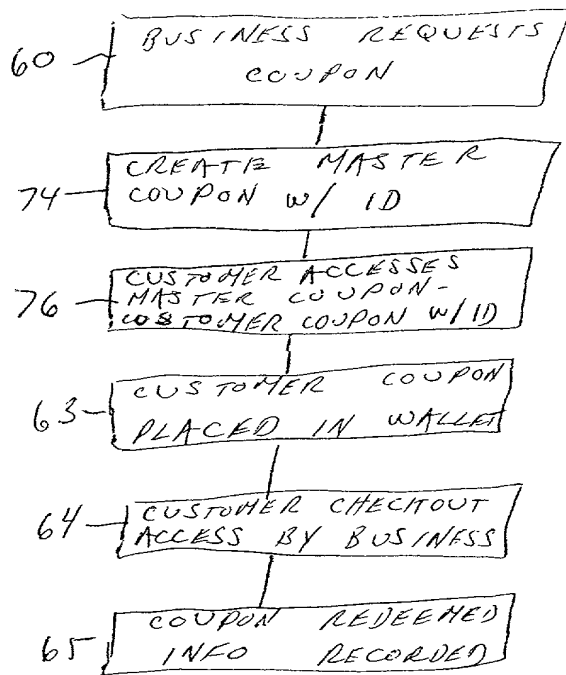 60
BUSINESS REQUESTS
COUPON
74
CREATE MASTER
COUPON W/ ID
76
CUSTOMER ACCESSES
MASTER COUPON-
CUSTOMER COUPON W/ID
63
CUSTOMER COUPON
PLACED IN WALLET
64
CUSTOMER CHECKOUT
ACCESS BY BUSINESS
65
COUPON REDEEMED
INFO RECORDED